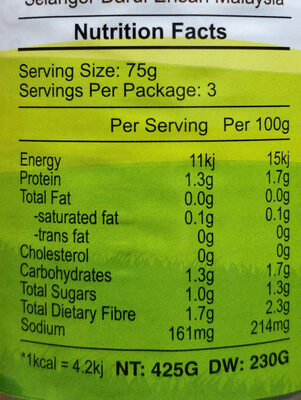 Selangor Darul Ehsan Malaysia
Nutrition Facts
Serving Size: 75g
Servings Per Package: 3
Per Serving Per 100g
Energy 11kj 15kj
Protein 1.3g 1.7g
Total Fat 0.0g 0.0g
-saturated fat 0.1g 0.1g
-trans fat 0g 0g
Cholesterol 0g 0g
Carbohydrates 1.3g 1.7g
Total Sugars 1.0g 1.3g
Total Dietary Fibre 1.7g 2.3g
Sodium 161mg 214mg
*1kcal = 4.2kj NT: 425G DW: 230G